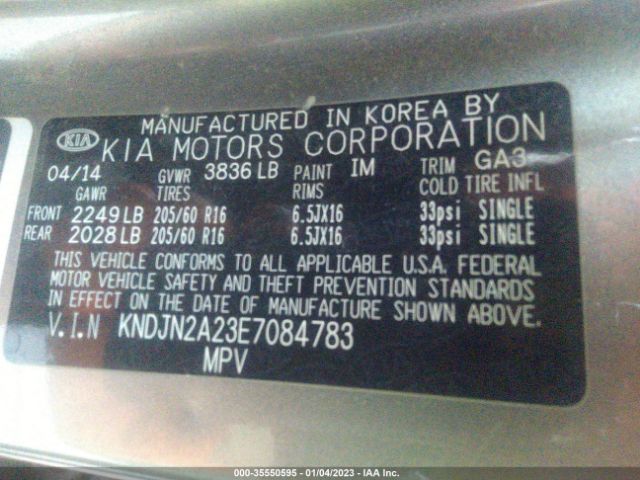 MANUFACTURED IN KOREA BY
KIA KIA MOTORS CORPORATION
04/14 GVWR 3836 LB PAINT IM TRIM GA3
GAWR TIRES RIMS COLD TIRE INFL
FRONT 2249 LB 205/60 R16 6.5JX16 33psi SINGLE
REAR 2028 LB 205/60 R16 6.5JX16 33psi SINGLE
THIS VEHICLE CONFORMS TO ALL APPLICABLE U.S.A. FEDERAL
MOTOR VEHICLE SAFETY AND THEFT PREVENTION STANDARDS
IN EFFECT ON THE DATE OF MANUFACTURE SHOWN ABOVE.
V.I.N KNDJN2A23E7084783
MPV
000-35550595 - 01/04/2023 - IAA Inc.